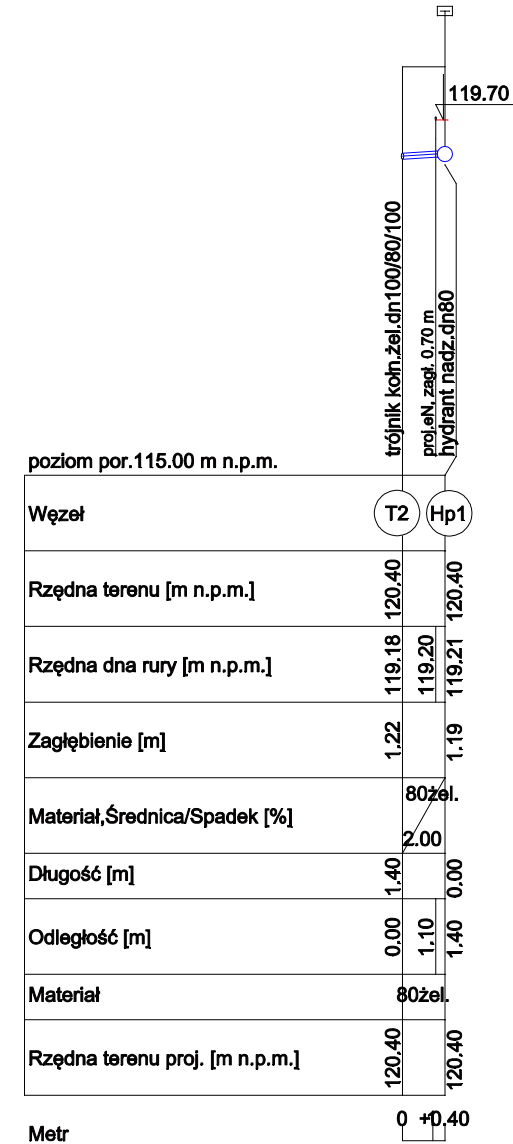 119.70
trójnik kołn.żel.dn100/80/100
proj.eN, zagł. 0.70 m
hydrant nadz.dn80
poziom por.115.00 m n.p.m.
Węzeł T2 Hp1
Rzędna terenu [m n.p.m.] 120.40 120.40
Rzędna dna rury [m n.p.m.] 119.18 119.20 119.21
Zagłębienie [m] 1.22 1.19
80żel.
Materiał,Średnica/Spadek [%]
2.00
Długość [m] 1.40 0.00
Odległość [m] 0.00 1.10 1.40
Materiał 80żel.
Rzędna terenu proj. [m n.p.m.] 120.40 120.40
Metr 0 0.40